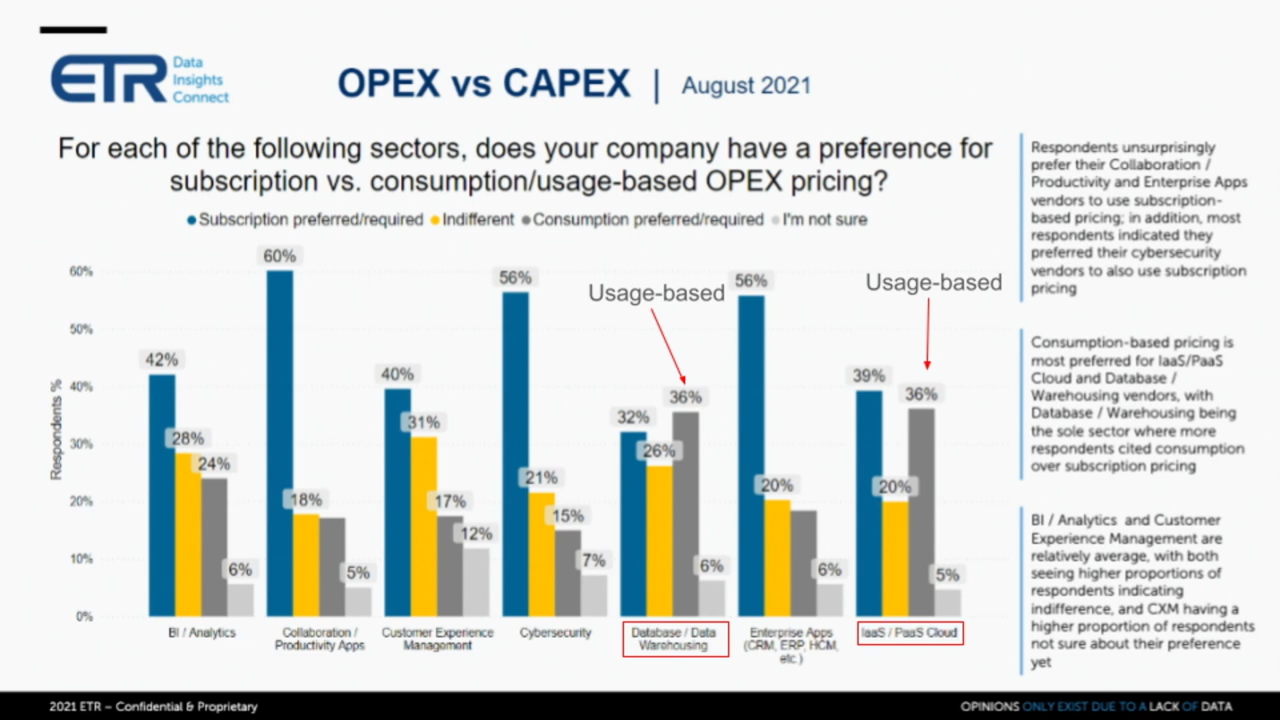 ETR Data
Insights
Connect
OPEX vs CAPEX | August 2021
For each of the following sectors, does your company have a preference for
subscription vs. consumption/usage-based OPEX pricing?
Subscription preferred/required Indifferent Consumption preferred/required I'm not sure
Respondents %
60%
50%
40%
30%
20%
10%
0%
42%
28%
24%
6%
60%
18%
5%
40%
31%
17%
12%
56%
21%
15%
7%
Usage-based
32%
26%
36%
6%
56%
20%
6%
Usage-based
39%
20%
36%
5%
BI / Analytics
Collaboration /
Productivity Apps
Customer Experience
Management
Cybersecurity
Database / Data
Warehousing
Enterprise Apps
(CRM, ERP, HCM,
etc.)
IaaS / PaaS Cloud
Respondents unsurprisingly
prefer their Collaboration /
Productivity and Enterprise Apps
vendors to use subscription-
based pricing; in addition, most
respondents indicated they
preferred their cybersecurity
vendors to also use subscription
pricing
Consumption-based pricing is
most preferred for IaaS/PaaS
Cloud and Database /
Warehousing vendors, with
Database / Warehousing being
the sole sector where more
respondents cited consumption
over subscription pricing
BI / Analytics and Customer
Experience Management are
relatively average, with both
seeing higher proportions of
respondents indicating
indifference, and CXM having a
higher proportion of respondents
not sure about their preference
yet
2021 ETR – Confidential & Proprietary
OPINIONS ONLY EXIST DUE TO A LACK OF DATA